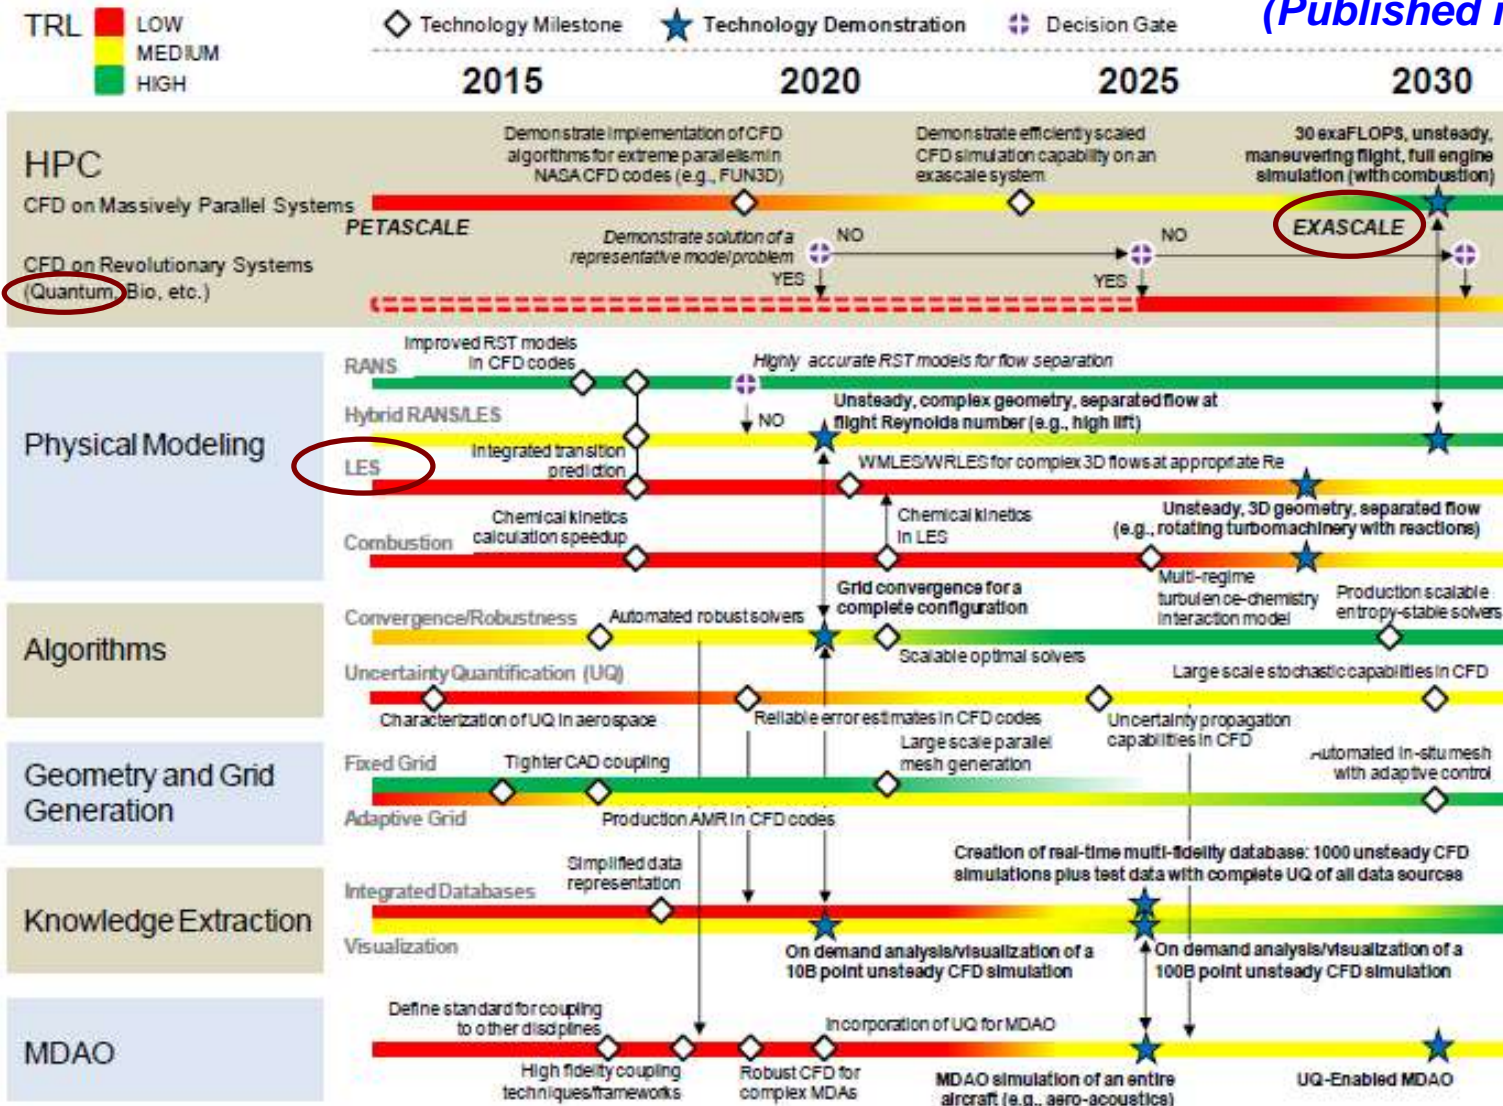 (Published
TRL
LOW
MEDIUM
HIGH
Technology Milestone
Technology Demonstration
Decision Gate
2015
2020
2025
2030
HPC
CFD on Massively Parallel Systems
CFD on Revolutionary Systems
(Quantum, Bio, etc.)
Demonstrate implementation of CFD
algorithms for extreme parallelism in
NASA CFD codes (e.g., FUN3D)
Demonstrate efficiently scaled
CFD simulation capability on an
exascale system
30 exaFLOPS, unsteady,
maneuvering flight, full engine
simulation (with combustion)
PETASCALE
EXASCALE
Demonstrate solution of a
representative model problem
NO
YES
NO
YES
Physical Modeling
RANS
Improved RST models
in CFD codes
Highly accurate RST models for flow separation
Hybrid RANS/LES
NO
Unsteady, complex geometry, separated flow at
flight Reynolds number (e.g., high lift)
LES
Integrated transition
prediction
WMLES/WRLES for complex 3D flows at appropriate Re
Combustion
Chemical kinetics
calculation speedup
Chemical kinetics
in LES
Unsteady, 3D geometry, separated flow
(e.g., rotating turbomachinery with reactions)
Multi-regime
turbulence-chemistry
interaction model
Algorithms
Convergence/Robustness
Automated robust solvers
Grid convergence for a
complete configuration
Scalable optimal solvers
Production scalable
entropy-stable solvers
Uncertainty Quantification (UQ)
Characterization of UQ in aerospace
Reliable error estimates in CFD codes
Uncertainty propagation
capabilities in CFD
Large scale stochastic capabilities in CFD
Geometry and Grid
Generation
Fixed Grid
Tighter CAD coupling
Large scale parallel
mesh generation
Automated in-situ mesh
with adaptive control
Adaptive Grid
Production AMR in CFD codes
Knowledge Extraction
Integrated Databases
Simplified data
representation
Creation of real-time multi-fidelity database: 1000 unsteady CFD
simulations plus test data with complete UQ of all data sources
Visualization
On demand analysis/visualization of a
10B point unsteady CFD simulation
On demand analysis/visualization of a
100B point unsteady CFD simulation
MDAO
Define standard for coupling
to other disciplines
High fidelity coupling
techniques/frameworks
Robust CFD for
complex MDAs
Incorporation of UQ for MDAO
MDAO simulation of an entire
aircraft (e.g., aero-acoustics)
UQ-Enabled MDAO